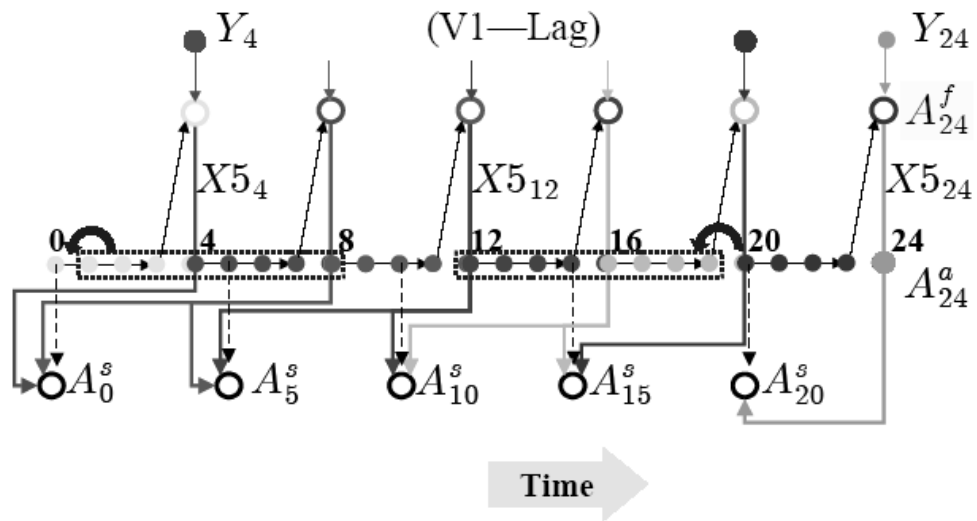 Y4 (V1—Lag) Y24
A^f_24
X5_4 X5_12 X5_24
0 4 8 12 16 20 24
A^a_24
A^s_0 A^s_5 A^s_10 A^s_15 A^s_20
Time